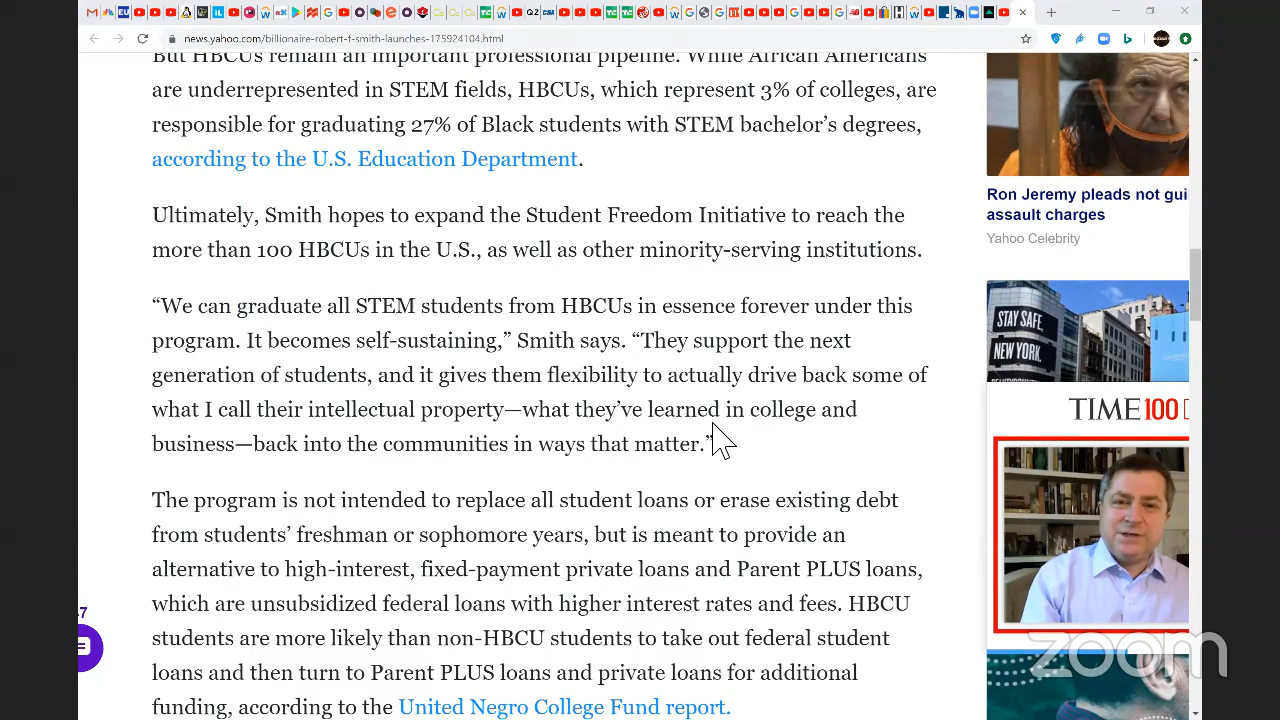 news.yahoo.com/billionaire-robert-f-smith-launches-175924104.html
But HBCUs remain an important professional pipeline. While African Americans
are underrepresented in STEM fields, HBCUs, which represent 3% of colleges, are
responsible for graduating 27% of Black students with STEM bachelor's degrees,
according to the U.S. Education Department.
Ultimately, Smith hopes to expand the Student Freedom Initiative to reach the
more than 100 HBCUs in the U.S., as well as other minority-serving institutions.
“We can graduate all STEM students from HBCUs in essence forever under this
program. It becomes self-sustaining,” Smith says. “They support the next
generation of students, and it gives them flexibility to actually drive back some of
what I call their intellectual property—what they’ve learned in college and
business—back into the communities in ways that matter.”
The program is not intended to replace all student loans or erase existing debt
from students’ freshman or sophomore years, but is meant to provide an
alternative to high-interest, fixed-payment private loans and Parent PLUS loans,
which are unsubsidized federal loans with higher interest rates and fees. HBCU
students are more likely than non-HBCU students to take out federal student
loans and then turn to Parent PLUS loans and private loans for additional
funding, according to the United Negro College Fund report.
Ron Jeremy pleads not gui
assault charges
Yahoo Celebrity
STAY SAFE,
NEW YORK.
TIME100
zoom